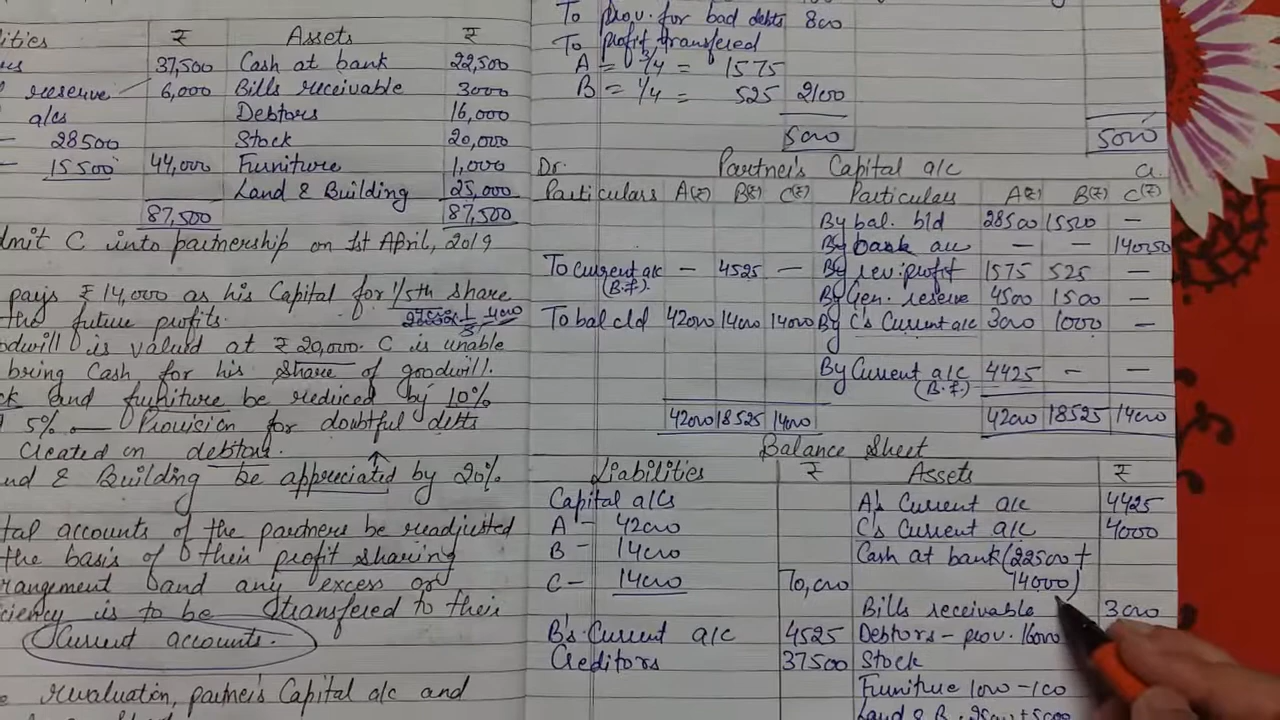 lities ₹ Assets ₹
37,500 Cash at bank 22,500
reserve 6,000 Bills receivable 3000
a/cs Debtors 16,000
- 28500 Stock 20,000
- 15500 44,000 Furniture 1,000
Land & Building 25,000
87,500 87,500
dmit C into partnership on 1st April, 2019
pays ₹ 14,000 as his Capital for 1/5th share
the future profits.
odwill is valued at ₹ 20,000. C is unable
bring Cash for his share of goodwill.
ck and furniture be reduced by 10%
5% Provision for doubtful debts
created on debtors.
und & Building be appreciated by 20%
tal accounts of the partners be readjusted
the basis of their profit sharing
rrangement and any excess or
ciency is to be transfered to their
Current accounts.
e revaluation, partner's Capital a/c and
To prov. for bad debts 800
To profit transfered
A = 3/4 = 1575
B = 1/4 = 525 2100
5000 5000
Dr. Partner's Capital a/c Cr.
Particulars A(₹) B(₹) C(₹) Particulars A(₹) B(₹) C(₹)
By bal. b/d 28500 15500 -
By bank a/c - - 14000
To current a/c - 4525 - By rev. profit 1575 525 -
(B.f). By Gen. reserve 4500 1500 -
To bal c/d 42000 14000 14000 By C's Current a/c 3000 1000 -
By Current a/c 4425 - -
(B.f.)
42000 18525 14000 42000 18525 14000
Balance Sheet
Liabilities ₹ Assets ₹
Capital a/cs A's Current a/c 4425
A - 42000 C's Current a/c 4000
B - 14000 Cash at bank (22500 +
C - 14000 70,000 14000)
Bills receivable 3000
B's Current a/c 4525 Debtors - prov. 16000
Creditors 37500 Stock
Furniture 1000 - 100
Land & B. 25000 + 5000